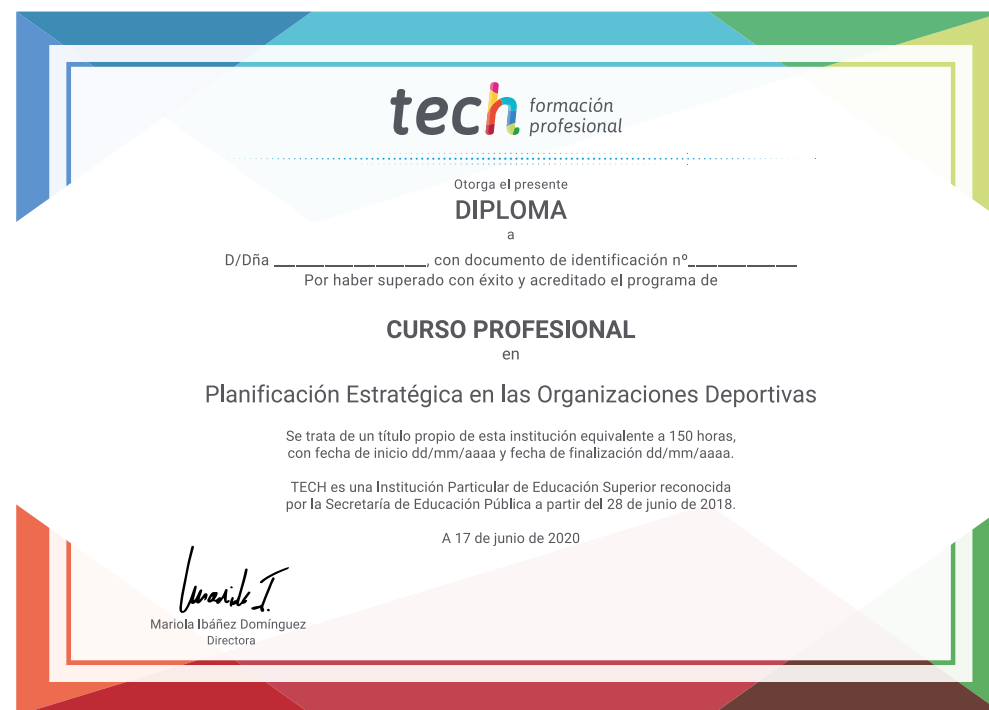 tech formación
profesional
Otorga el presente
DIPLOMA
a
D/Dña ____________________, con documento de identificación nº______________
Por haber superado con éxito y acreditado el programa de
CURSO PROFESIONAL
en
Planificación Estratégica en las Organizaciones Deportivas
Se trata de un título propio de esta institución equivalente a 150 horas,
con fecha de inicio dd/mm/aaaa y fecha de finalización dd/mm/aaaa.
TECH es una Institución Particular de Educación Superior reconocida
por la Secretaría de Educación Pública a partir del 28 de junio de 2018.
A 17 de junio de 2020
Mariola Ibáñez Domínguez
Directora